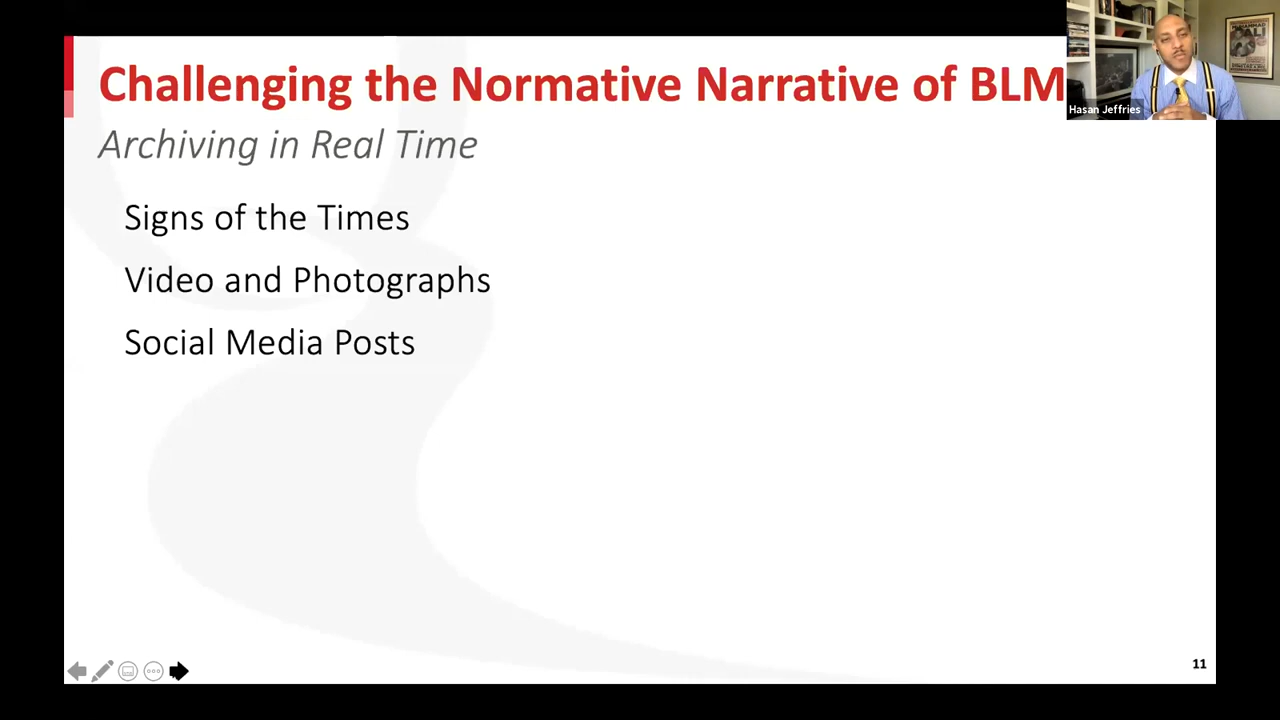 Challenging the Normative Narrative of BLM
Hasan Jeffries
Archiving in Real Time
Signs of the Times
Video and Photographs
Social Media Posts
11
ALI